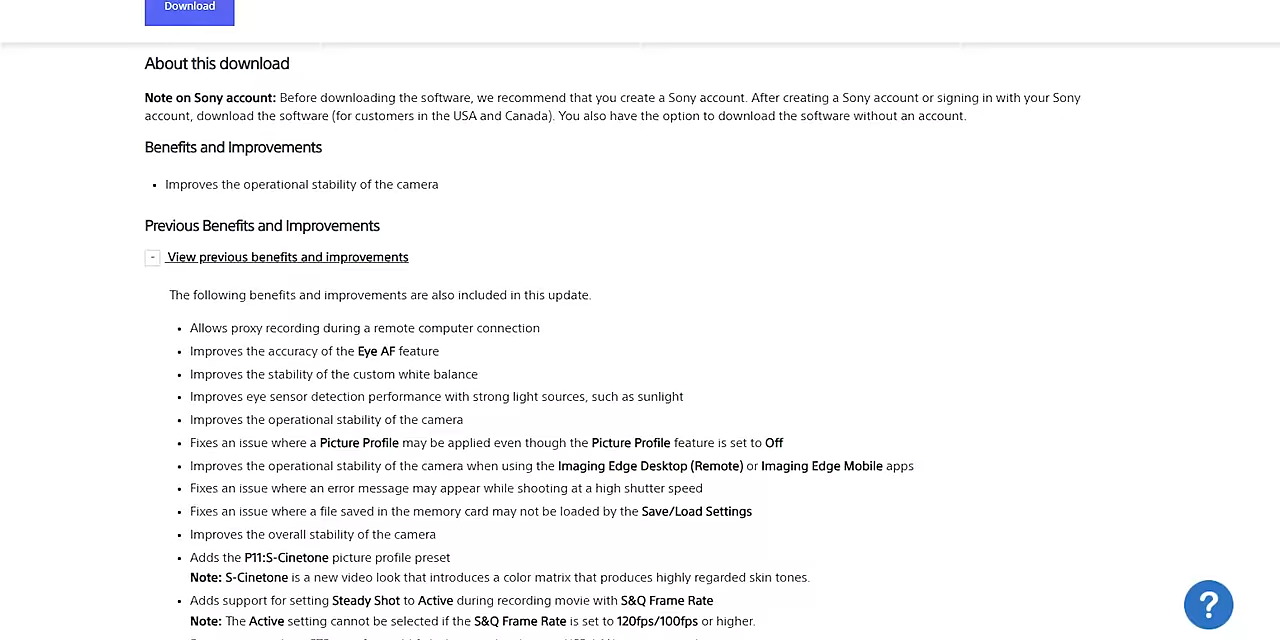 Download
About this download
Note on Sony account: Before downloading the software, we recommend that you create a Sony account. After creating a Sony account or signing in with your Sony
account, download the software (for customers in the USA and Canada). You also have the option to download the software without an account.
Benefits and Improvements
• Improves the operational stability of the camera
Previous Benefits and Improvements
- View previous benefits and improvements
The following benefits and improvements are also included in this update.
• Allows proxy recording during a remote computer connection
• Improves the accuracy of the Eye AF feature
• Improves the stability of the custom white balance
• Improves eye sensor detection performance with strong light sources, such as sunlight
• Improves the operational stability of the camera
• Fixes an issue where a Picture Profile may be applied even though the Picture Profile feature is set to Off
• Improves the operational stability of the camera when using the Imaging Edge Desktop (Remote) or Imaging Edge Mobile apps
• Fixes an issue where an error message may appear while shooting at a high shutter speed
• Fixes an issue where a file saved in the memory card may not be loaded by the Save/Load Settings
• Improves the overall stability of the camera
• Adds the P11:S-Cinetone picture profile preset
Note: S-Cinetone is a new video look that introduces a color matrix that produces highly regarded skin tones.
• Adds support for setting Steady Shot to Active during recording movie with S&Q Frame Rate
Note: The Active setting cannot be selected if the S&Q Frame Rate is set to 120fps/100fps or higher.
?